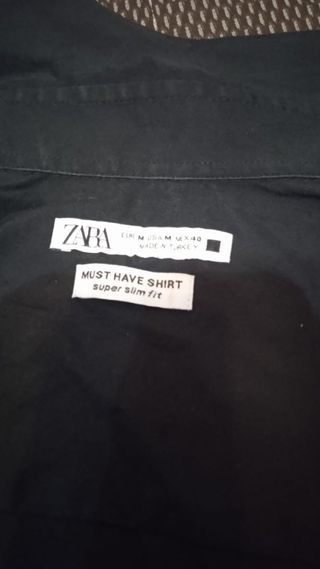 ZARA
EUR M USA M MEX 40
MADE IN TURKEY
MUST HAVE SHIRT
super slim fit